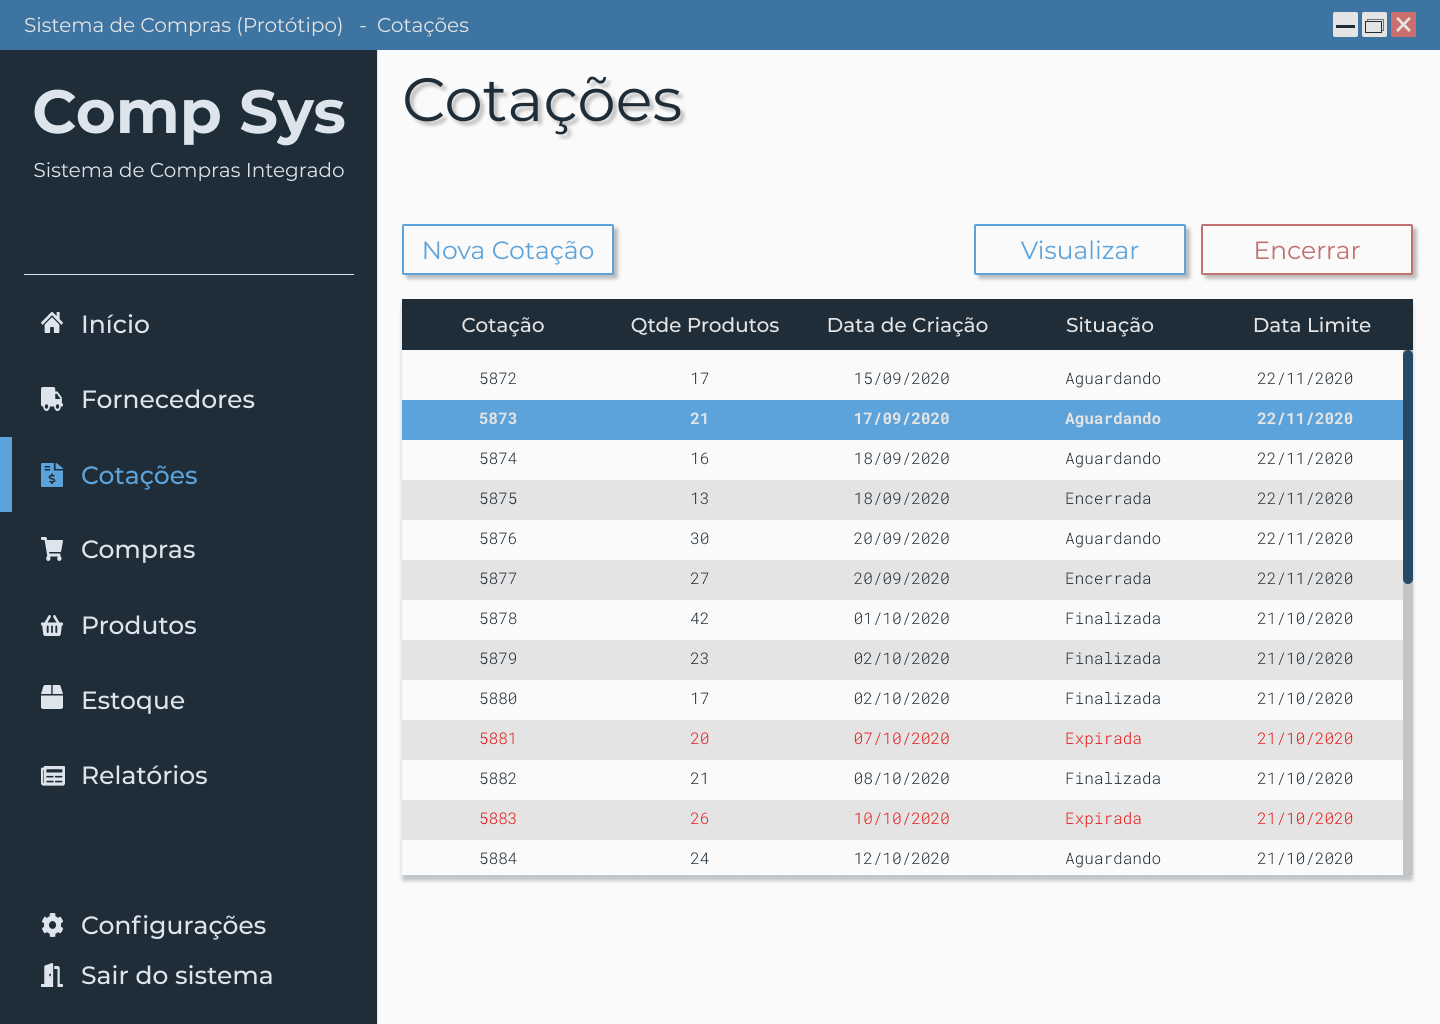 Sistema de Compras (Protótipo) - Cotações
Comp Sys
Sistema de Compras Integrado
Início
Fornecedores
Cotações
Compras
Produtos
Estoque
Relatórios
Configurações
Sair do sistema
Cotações
Nova Cotação Visualizar Encerrar
Cotação Qtde Produtos Data de Criação Situação Data Limite
5872 17 15/09/2020 Aguardando 22/11/2020
5873 21 17/09/2020 Aguardando 22/11/2020
5874 16 18/09/2020 Aguardando 22/11/2020
5875 13 18/09/2020 Encerrada 22/11/2020
5876 30 20/09/2020 Aguardando 22/11/2020
5877 27 20/09/2020 Encerrada 22/11/2020
5878 42 01/10/2020 Finalizada 21/10/2020
5879 23 02/10/2020 Finalizada 21/10/2020
5880 17 02/10/2020 Finalizada 21/10/2020
5881 20 07/10/2020 Expirada 21/10/2020
5882 21 08/10/2020 Finalizada 21/10/2020
5883 26 10/10/2020 Expirada 21/10/2020
5884 24 12/10/2020 Aguardando 21/10/2020